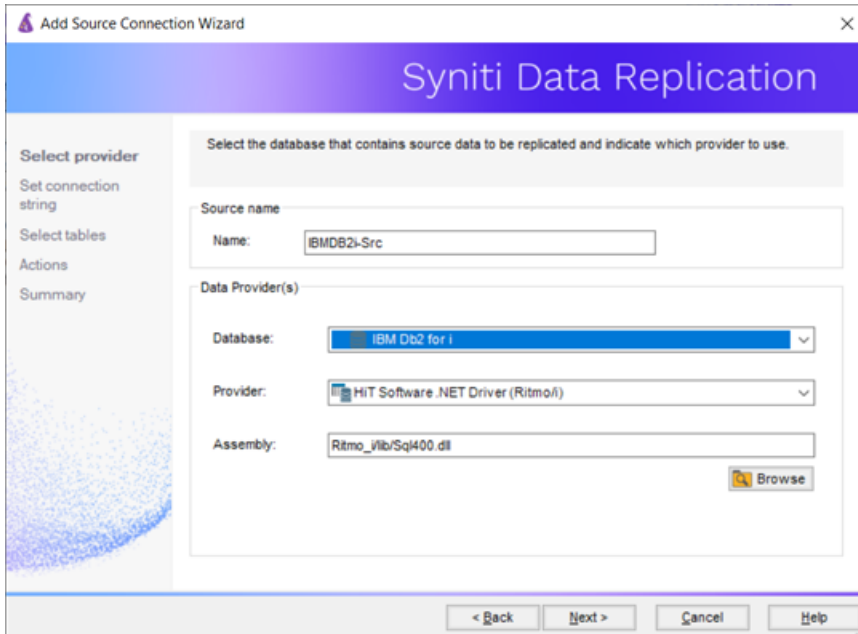 Add Source Connection Wizard
Syniti Data Replication
Select provider
Set connection
string
Select tables
Actions
Summary
Select the database that contains source data to be replicated and indicate which provider to use.
Source name
Name:
IBMDB2i-Src
Data Provider(s)
Database:
IBM Db2 for i
Provider:
HiT Software .NET Driver (Ritmo/i)
Assembly:
Ritmo_i/lib/Sql400.dll
Browse
< Back
Next >
Cancel
Help